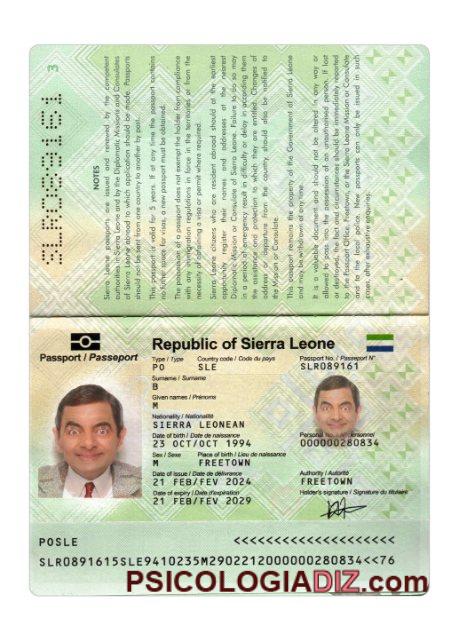 3
SLR089161
NOTES
Sierra Leone passports are issued and renewed by the competent
authorities in Sierra Leone and by the Diplomatic Missions and Consulates
of Sierra Leone abroad to whom application should be made. Passports
should not be sent from one country to another by post.
This passport is valid for 5 years. If at any time the passport contains
no further space for visas, a new passport must be obtained.
The possession of a passport does not exempt the holder from compliance
with any immigration regulations in force in the territories or from the
necessity of obtaining a visa or permit where required.
Sierra Leone citizens who are resident abroad should at the earliest
opportunity register their names and addresses at the nearest
Diplomatic Mission or Consulate of Sierra Leone. Failure to do so may
in a period of emergency result in difficulty or delay in according them
the assistance and protection to which they are entitled. Changes of
address or departure from the country should also be notified to
the Mission or Consulate.
This passport remains the property of the Government of Sierra Leone
and may be withdrawn at any time.
It is a valuable document and should not be altered in any way or
allowed to pass into the possession of an unauthorised person. If lost
or destroyed, the fact and circumstances should be immediately reported
to the Passport Office, Freetown, or the Sierra Leone Mission or Consulate
and to the local police. New passports can only be issued in such
cases after exhaustive enquiries.
Republic of Sierra Leone
Passport / Passeport
Type / Type Country code / Code du pays Passport No. / Passeport N°
PO SLE SLR089161
Surname / Surname
B
Given names / Prénoms
M
Nationality / Nationalité
SIERRA LEONEAN
Date of birth / Date de naissance Personal No.
23 OCT/OCT 1994 000000280834
Sex / Sexe Place of birth / Lieu de naissance
M FREETOWN
Date of issue / Date de délivrance Authority / Autorité
21 FEB/FEV 2024 FREETOWN
Date of expiry / Date d'expiration Holder's signature / Signature du titulaire
21 FEB/FEV 2029
POSLE <<<<<<<<<<<<<<<<<<<<<
SLR0891615SLE9410235M2902212000000280834<<76
PSICOLOGIADIZ.com